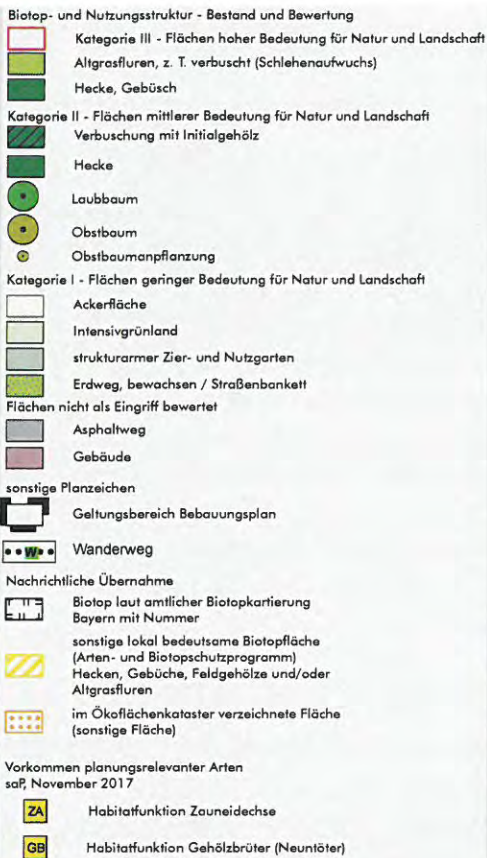 Biotop- und Nutzungsstruktur - Bestand und Bewertung
Kategorie III - Flächen hoher Bedeutung für Natur und Landschaft
Altgrasfluren, z. T. verbuscht (Schlehenaufwuchs)
Hecke, Gebüsch
Kategorie II - Flächen mittlerer Bedeutung für Natur und Landschaft
Verbuschung mit Initialgehölz
Hecke
Laubbaum
Obstbaum
Obstbaumanpflanzung
Kategorie I - Flächen geringer Bedeutung für Natur und Landschaft
Ackerfläche
Intensivgrünland
strukturarmer Zier- und Nutzgarten
Erdweg, bewachsen / Straßenbankett
Flächen nicht als Eingriff bewertet
Asphaltweg
Gebäude
sonstige Planzeichen
Geltungsbereich Bebauungsplan
W Wanderweg
Nachrichtliche Übernahme
Biotop laut amtlicher Biotopkartierung
Bayern mit Nummer
sonstige lokal bedeutsame Biotopfläche
(Arten- und Biotopschutzprogramm)
Hecken, Gebüche, Feldgehölze und/oder
Altgrasfluren
im Ökoflächenkataster verzeichnete Fläche
(sonstige Fläche)
Vorkommen planungsrelevanter Arten
saP, November 2017
ZA Habitatfunktion Zauneidechse
GB Habitatfunktion Gehölzbrüter (Neuntöter)